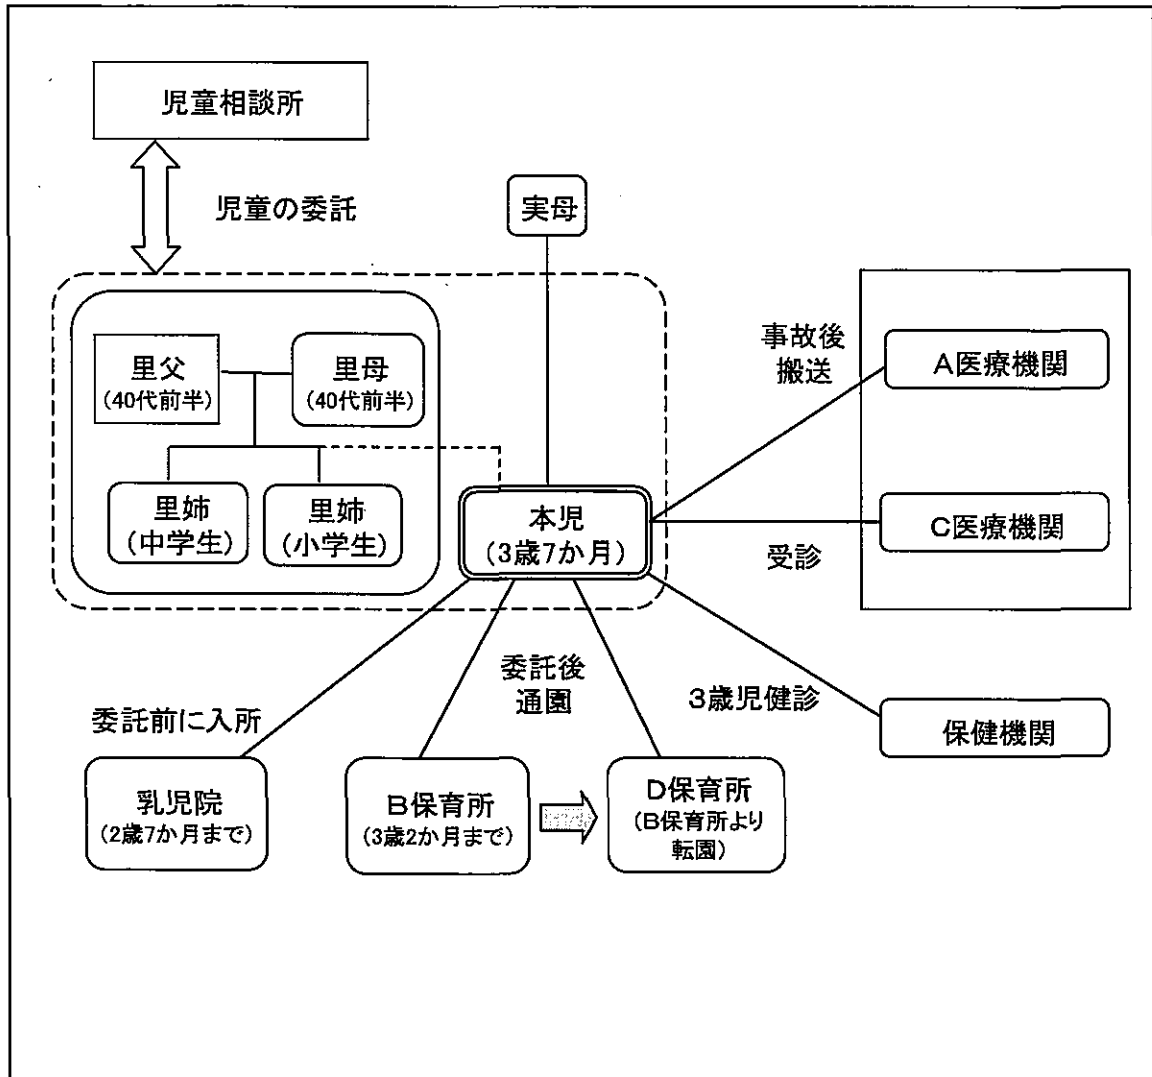 児童相談所
児童の委託
実母
里父
(40代前半)
里母
(40代前半)
里姉
(中学生)
里姉
(小学生)
本児
(3歳7か月)
事故後
搬送
A医療機関
C医療機関
受診
委託前に入所
委託後
通園
3歳児健診
保健機関
乳児院
(2歳7か月まで)
B保育所
(3歳2か月まで)
D保育所
(B保育所より
転園)